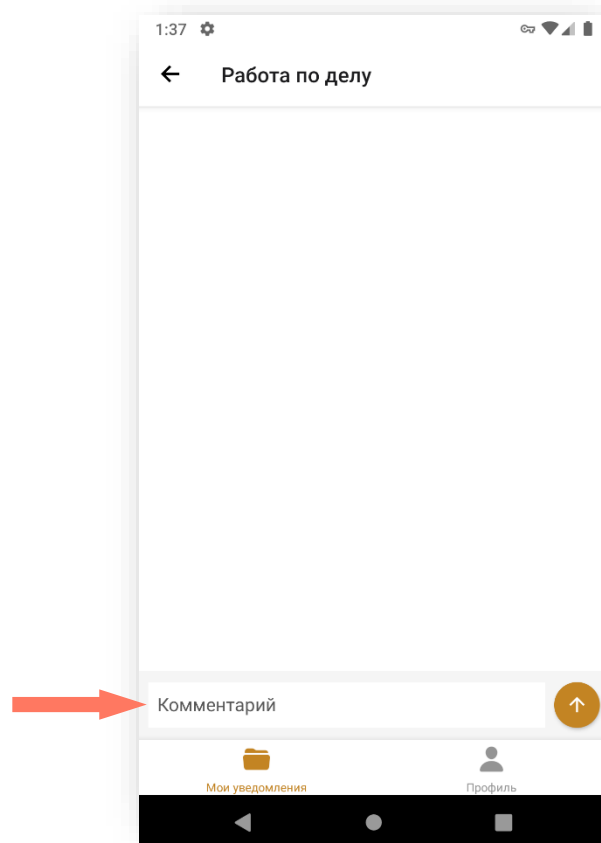 1:37
Работа по делу
Комментарий
Мои уведомления
Профиль